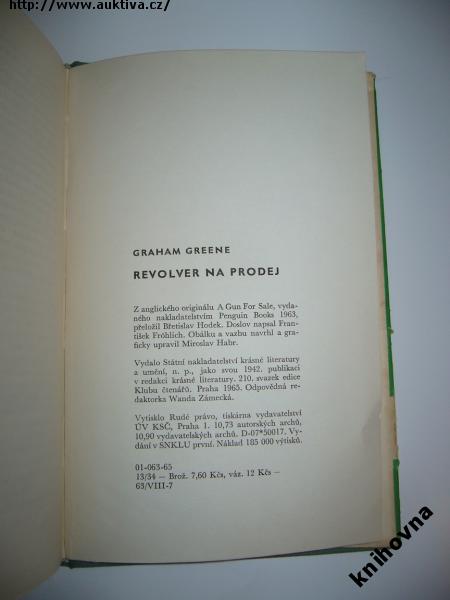 http://www.auktiva.cz/
GRAHAM GREENE
REVOLVER NA PRODEJ
Z anglického originálu A Gun For Sale, vyda-
ného nakladatelstvím Penguin Books 1963,
přeložil Břetislav Hodek. Doslov napsal Fran-
tišek Fröhlich. Obálku a vazbu navrhl a gra-
ficky upravil Miroslav Habr.
Vydalo Státní nakladatelství krásné literatury
a umění, n. p., jako svou 1942. publikaci
v redakci krásné literatury. 210. svazek edice
Klubu čtenářů. Praha 1965. Odpovědná re-
daktorka Wanda Zámecká.
Vytisklo Rudé právo, tiskárna vydavatelství
ÚV KSČ, Praha 1. 10,73 autorských archů,
10,90 vydavatelských archů. D-07*50017. Vy-
dání v SNKLU první. Náklad 185 000 výtisků.
01-063-65
13/34 — Brož. 7,60 Kčs, váz. 12 Kčs —
63/VIII-7
knihovna